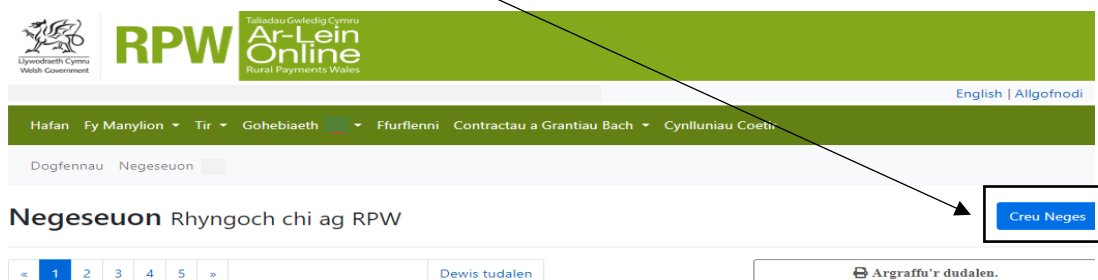 Llywodraeth Cymru
Welsh Government
RPW
Taliadau Gwledig Cymru
Ar-Lein
Online
Rural Payments Wales
English | Allgofnodi
Hafan Fy Manylion Tir Gohebiaeth Ffurflenni Contractau a Grantiau Bach Cynlluniau Coetir
Dogfennau Negeseuon
Negeseuon Rhyngoch chi ag RPW
Creu Neges
« 1 2 3 4 5 » Dewis tudalen
Argraffu'r dudalen.